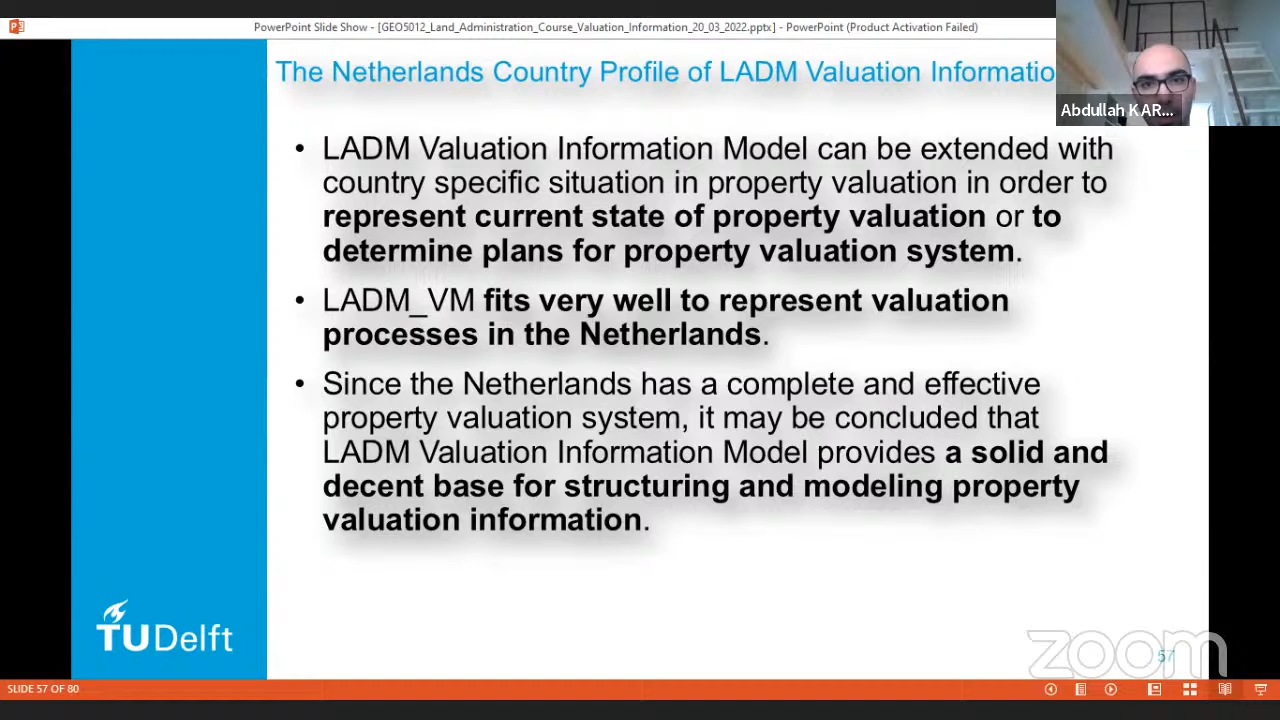 PowerPoint Slide Show - [GEO5012_Land_Administration_Course_Valuation_Information_20_03_2022.pptx] - PowerPoint (Product Activation Failed)
The Netherlands Country Profile of LADM Valuation Informatio
Abdullah KAR...
• LADM Valuation Information Model can be extended with
country specific situation in property valuation in order to
represent current state of property valuation or to
determine plans for property valuation system.
• LADM_VM fits very well to represent valuation
processes in the Netherlands.
• Since the Netherlands has a complete and effective
property valuation system, it may be concluded that
LADM Valuation Information Model provides a solid and
decent base for structuring and modeling property
valuation information.
TUDelft
zoom
57
SLIDE 57 OF 80